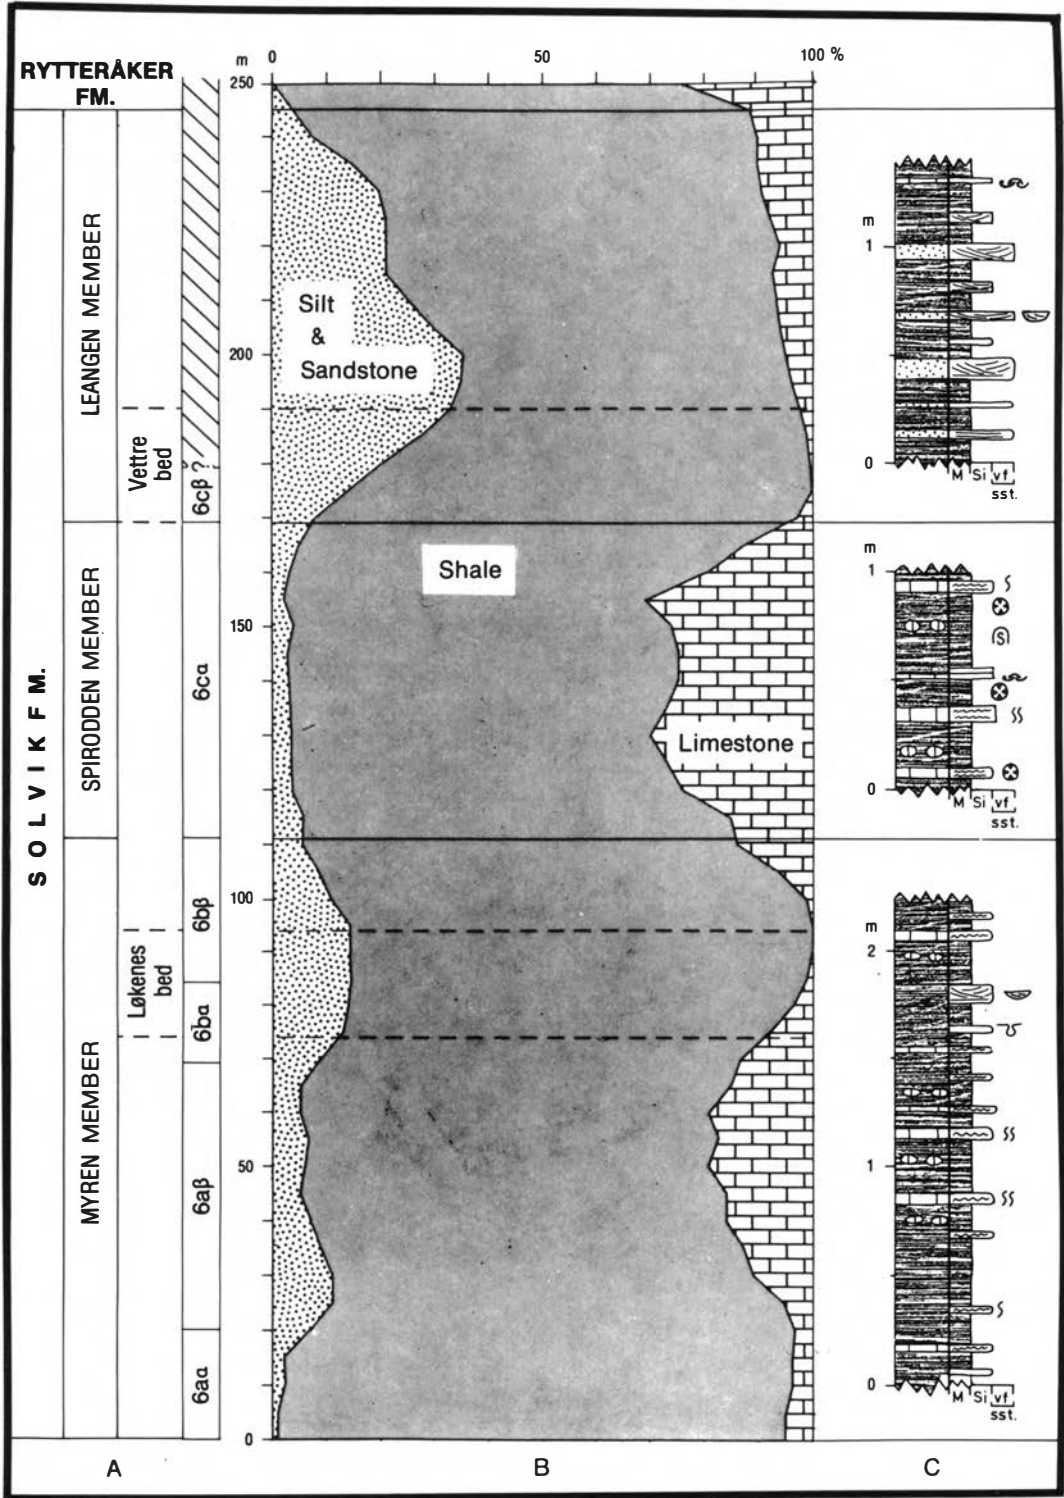 RYTTERÅKER
FM.
m
0
50
100 %
250
200
150
100
50
0
SOLVIK FM.
LEANGEN MEMBER
SPIRODDEN MEMBER
MYREN MEMBER
Vettre
bed
Løkenes
bed
6cβ ?
6cα
6bβ
6bα
6aβ
6aα
Silt
&
Sandstone
Shale
Limestone
m
1
0
M Si vf
sst.
m
1
0
M Si vf
sst.
m
2
1
0
M Si vf
sst.
A
B
C